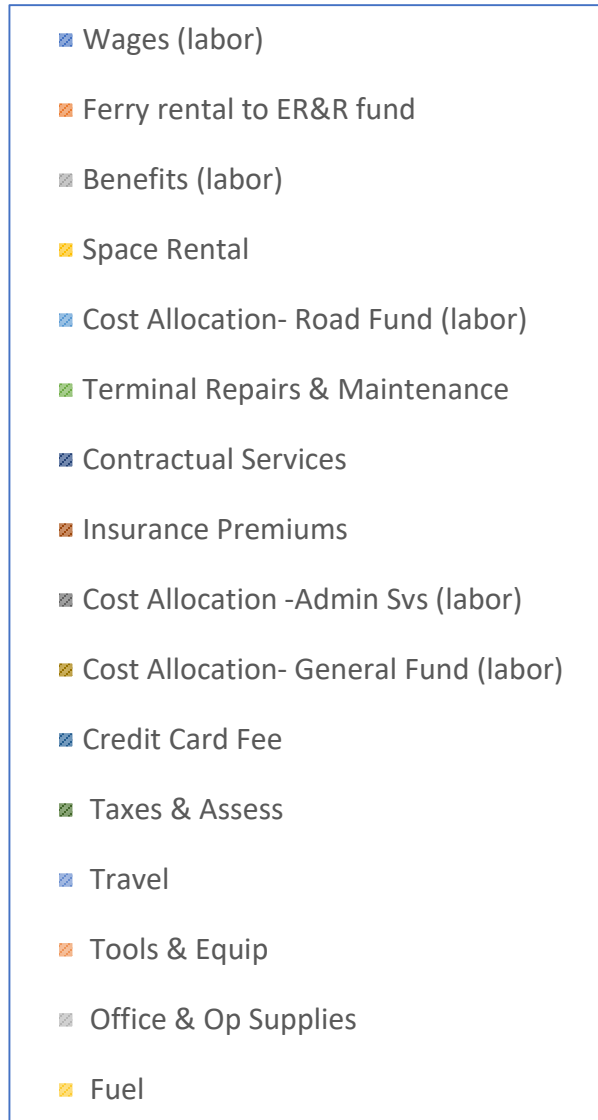 Wages (labor)
Ferry rental to ER&R fund
Benefits (labor)
Space Rental
Cost Allocation- Road Fund (labor)
Terminal Repairs & Maintenance
Contractual Services
Insurance Premiums
Cost Allocation -Admin Svs (labor)
Cost Allocation- General Fund (labor)
Credit Card Fee
Taxes & Assess
Travel
Tools & Equip
Office & Op Supplies
Fuel